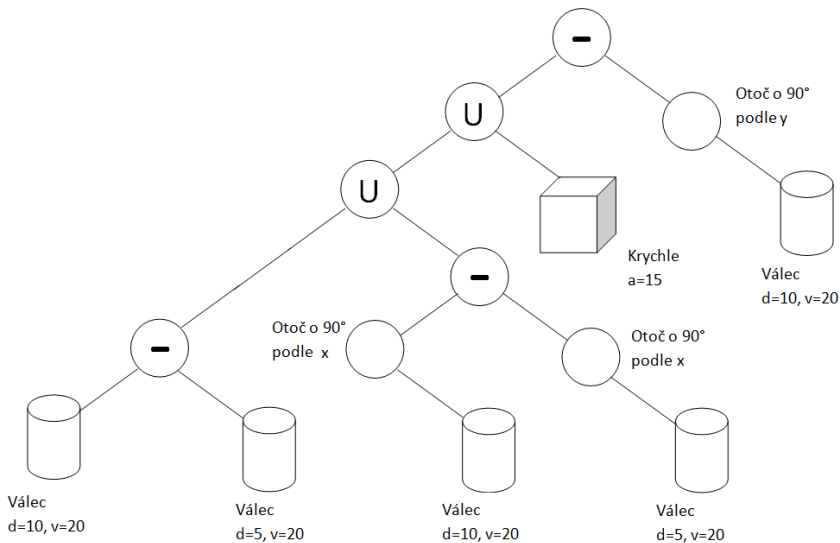 -
Otoč o 90°
podle y
U
U
Krychle
a=15
Válec
d=10, v=20
-
Otoč o 90°
podle x
Otoč o 90°
podle x
-
Válec
d=10, v=20
Válec
d=5, v=20
Válec
d=10, v=20
Válec
d=5, v=20